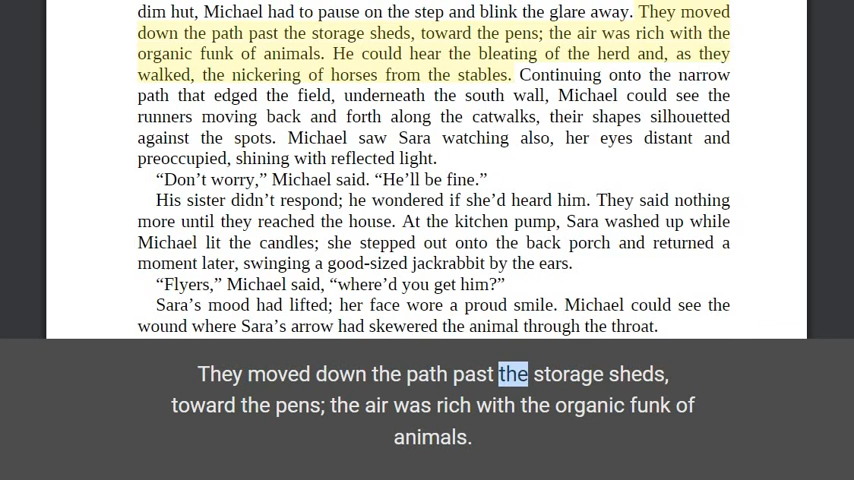 dim hut, Michael had to pause on the step and blink the glare away. They moved
down the path past the storage sheds, toward the pens; the air was rich with the
organic funk of animals. He could hear the bleating of the herd and, as they
walked, the nickering of horses from the stables. Continuing onto the narrow
path that edged the field, underneath the south wall, Michael could see the
runners moving back and forth along the catwalks, their shapes silhouetted
against the spots. Michael saw Sara watching also, her eyes distant and
preoccupied, shining with reflected light.
“Don’t worry,” Michael said. “He’ll be fine.”
His sister didn’t respond; he wondered if she’d heard him. They said nothing
more until they reached the house. At the kitchen pump, Sara washed up while
Michael lit the candles; she stepped out onto the back porch and returned a
moment later, swinging a good-sized jackrabbit by the ears.
“Flyers,” Michael said, “where’d you get him?”
Sara’s mood had lifted; her face wore a proud smile. Michael could see the
wound where Sara’s arrow had skewered the animal through the throat.
They moved down the path past the storage sheds,
toward the pens; the air was rich with the organic funk of
animals.